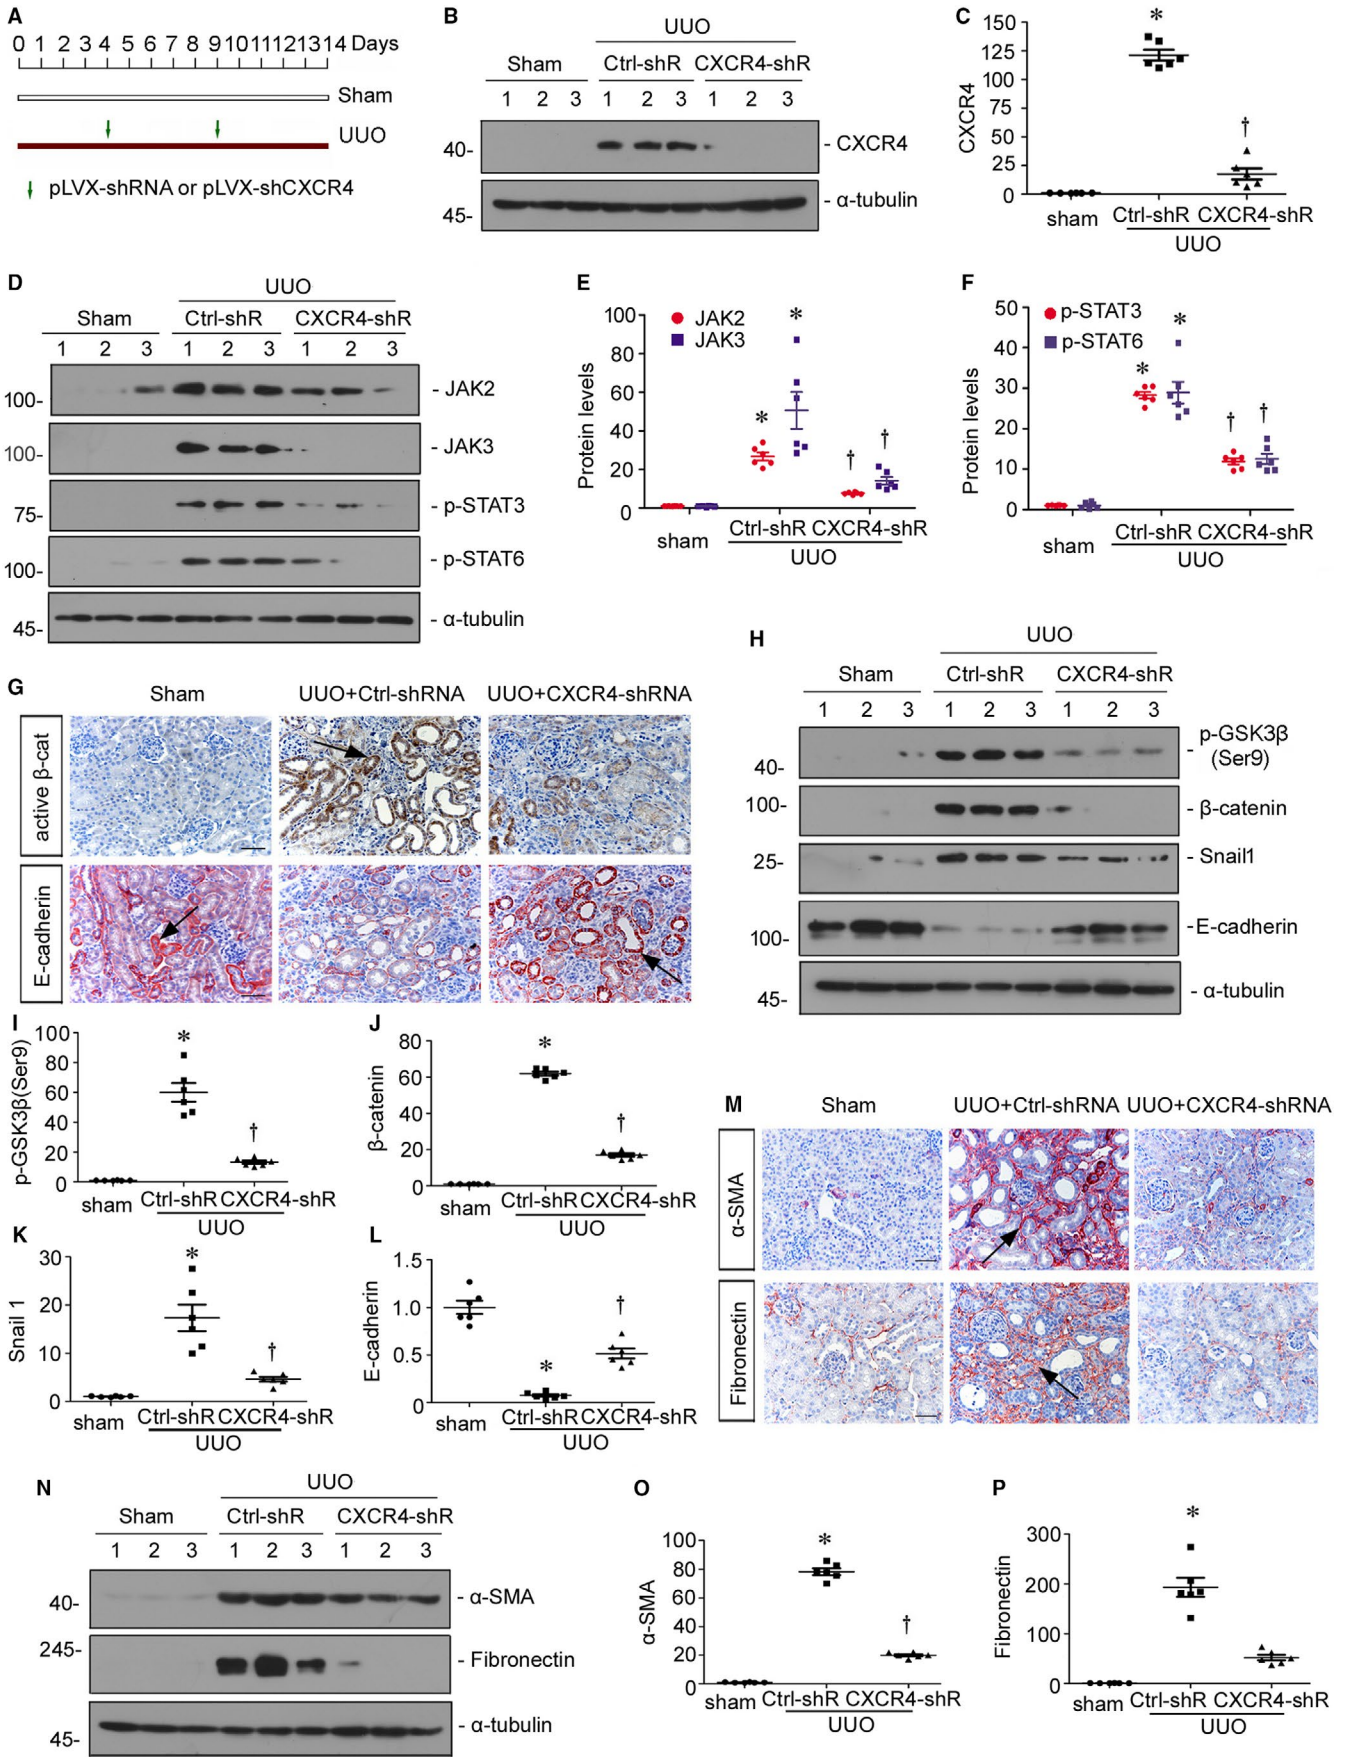 A
0 1 2 3 4 5 6 7 8 9 10 11 12 13 14 Days
Sham
UUO
pLVX-shRNA or pLVX-shCXCR4
B
UUO
Sham Ctrl-shR CXCR4-shR
1 2 3 1 2 3 1 2 3
40- - CXCR4
45- - α-tubulin
C
CXCR4
150
125
100
75
50
25
0
*
†
sham Ctrl-shR CXCR4-shR
UUO
D
UUO
Sham Ctrl-shR CXCR4-shR
1 2 3 1 2 3 1 2 3
100- - JAK2
100- - JAK3
75- - p-STAT3
100- - p-STAT6
45- - α-tubulin
E
Protein levels
100
80
60
40
20
0
JAK2
JAK3
* * † †
sham Ctrl-shR CXCR4-shR
UUO
F
Protein levels
50
40
30
20
10
0
p-STAT3
p-STAT6
* * † †
sham Ctrl-shR CXCR4-shR
UUO
G
Sham UUO+Ctrl-shRNA UUO+CXCR4-shRNA
active β-cat
E-cadherin
H
UUO
Sham Ctrl-shR CXCR4-shR
1 2 3 1 2 3 1 2 3
40- - p-GSK3β
(Ser9)
100- - β-catenin
25- - Snail1
100- -E-cadherin
45- - α-tubulin
I
p-GSK3β(Ser9)
100
80
60
40
20
0
*
†
sham Ctrl-shR CXCR4-shR
UUO
J
β-catenin
80
60
40
20
0
*
†
sham Ctrl-shR CXCR4-shR
UUO
K
Snail 1
30
20
10
0
*
†
sham Ctrl-shR CXCR4-shR
UUO
L
E-cadherin
1.5
1.0
0.5
0.0
*
†
sham Ctrl-shR CXCR4-shR
UUO
M
Sham UUO+Ctrl-shRNA UUO+CXCR4-shRNA
α-SMA
Fibronectin
N
UUO
Sham Ctrl-shR CXCR4-shR
1 2 3 1 2 3 1 2 3
40- - α-SMA
245- - Fibronectin
45- - α-tubulin
O
α-SMA
100
80
60
40
20
0
*
†
sham Ctrl-shR CXCR4-shR
UUO
P
Fibronectin
300
200
100
0
*
sham Ctrl-shR CXCR4-shR
UUO